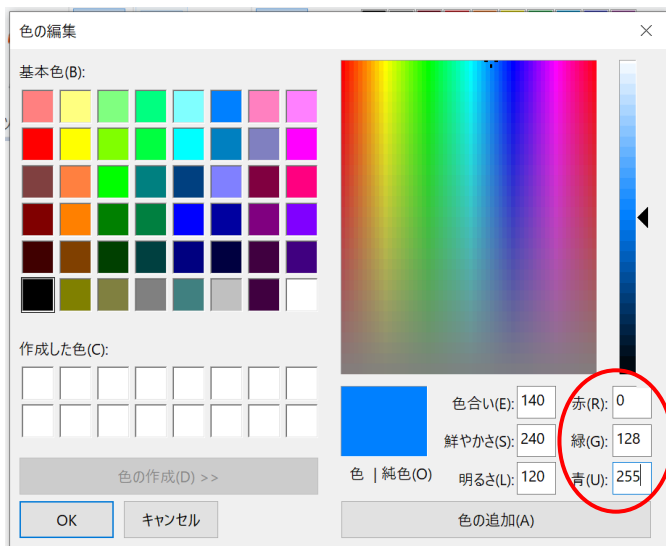 色の編集
基本色(B):
作成した色(C):
色の作成(D) >>
OK
キャンセル
色 | 純色(O)
色合い(E): 140
鮮やかさ(S): 240
明るさ(L): 120
赤(R): 0
緑(G): 128
青(U): 255
色の追加(A)